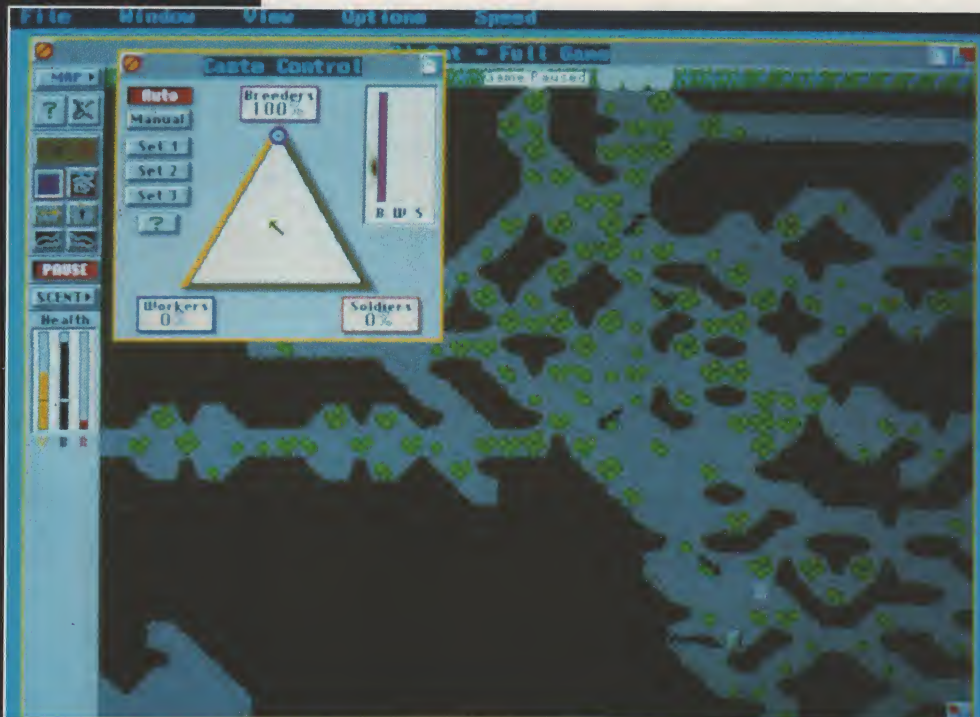 File Window View Options Speed
SimAnt - Full Game
Game Paused
MAP
Caste Control
Auto
Manual
Set 1
Set 2
Set 3
?
Breeders
100%
B W S
Workers
0%
Soldiers
0%
?
PAUSE
SCENT
Health
Y B R